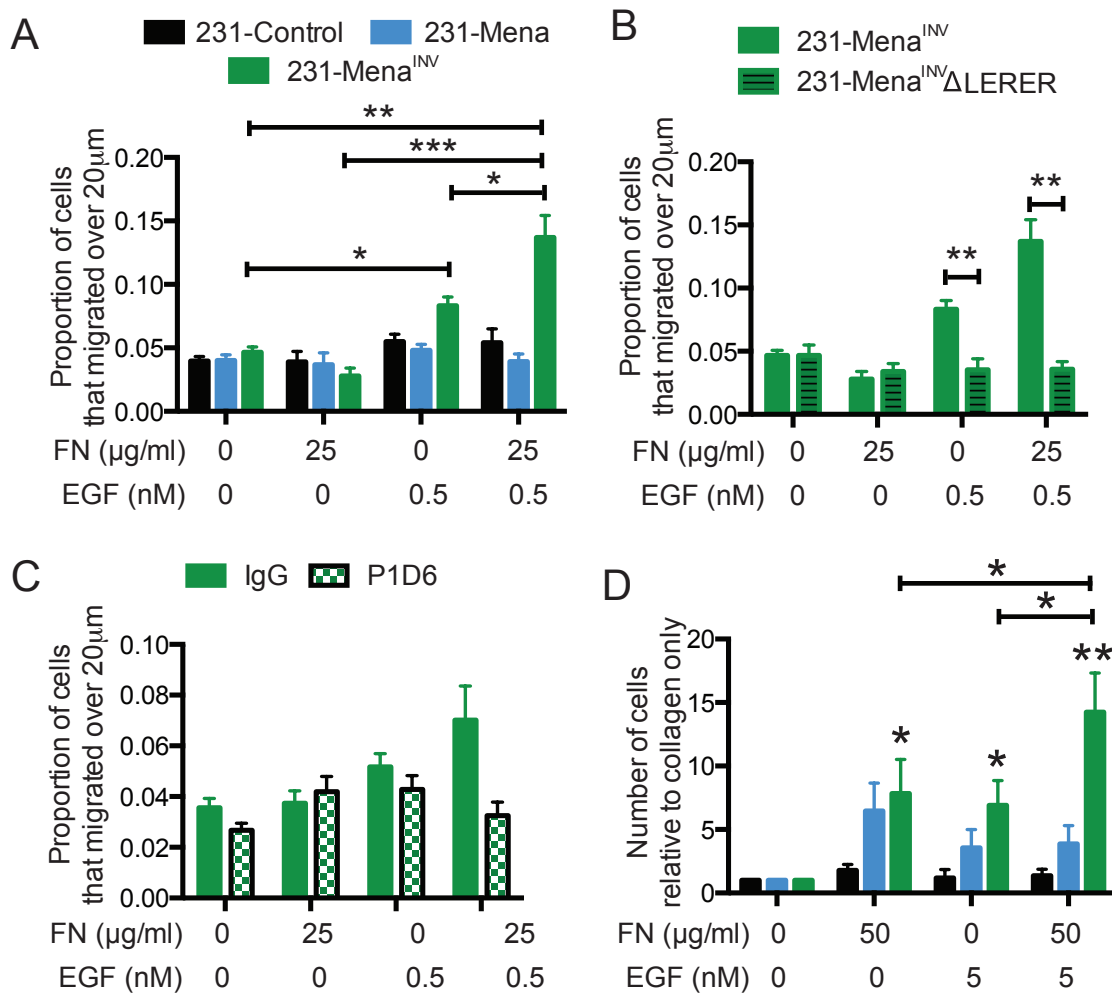 A
231-Control 231-Mena
231-Mena^INV
**
***
*
*
Proportion of cells
that migrated over 20μm
0.20
0.15
0.10
0.05
0.00
FN (μg/ml) 0 25 0 25
EGF (nM) 0 0 0.5 0.5
B
231-Mena^INV
231-Mena^INVΔLERER
**
**
Proportion of cells
that migrated over 20μm
0.20
0.15
0.10
0.05
0.00
FN (μg/ml) 0 25 0 25
EGF (nM) 0 0 0.5 0.5
C
IgG P1D6
Proportion of cells
that migrated over 20μm
0.10
0.08
0.06
0.04
0.02
0.00
FN (μg/ml) 0 25 0 25
EGF (nM) 0 0 0.5 0.5
D
*
*
**
*
*
Number of cells
relative to collagen only
20
15
10
5
0
FN (μg/ml) 0 50 0 50
EGF (nM) 0 0 5 5